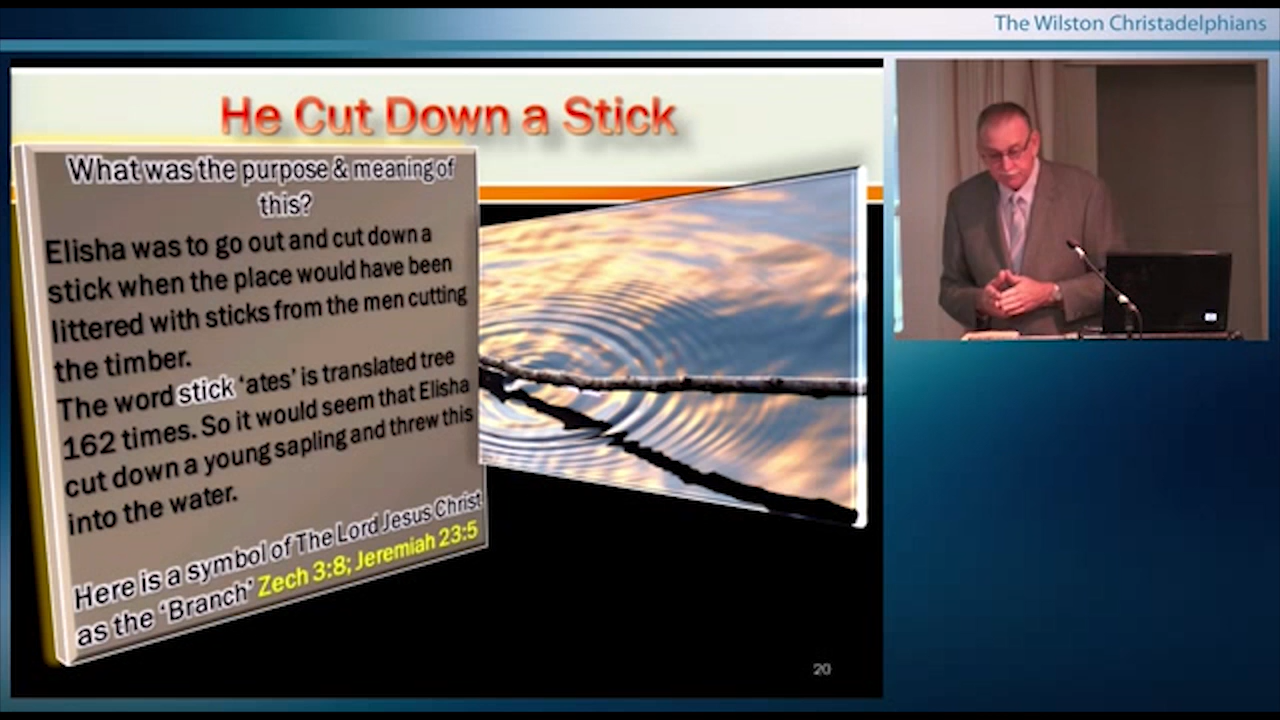 The Wilston Christadelphians
He Cut Down a Stick
What was the purpose & meaning of
this?
Elisha was to go out and cut down a
stick when the place would have been
littered with sticks from the men cutting
the timber.
The word stick ‘ates’ is translated tree
162 times. So it would seem that Elisha
cut down a young sapling and threw this
into the water.
Here is a symbol of The Lord Jesus Christ
as the ‘Branch’ Zech 3:8; Jeremiah 23:5
20